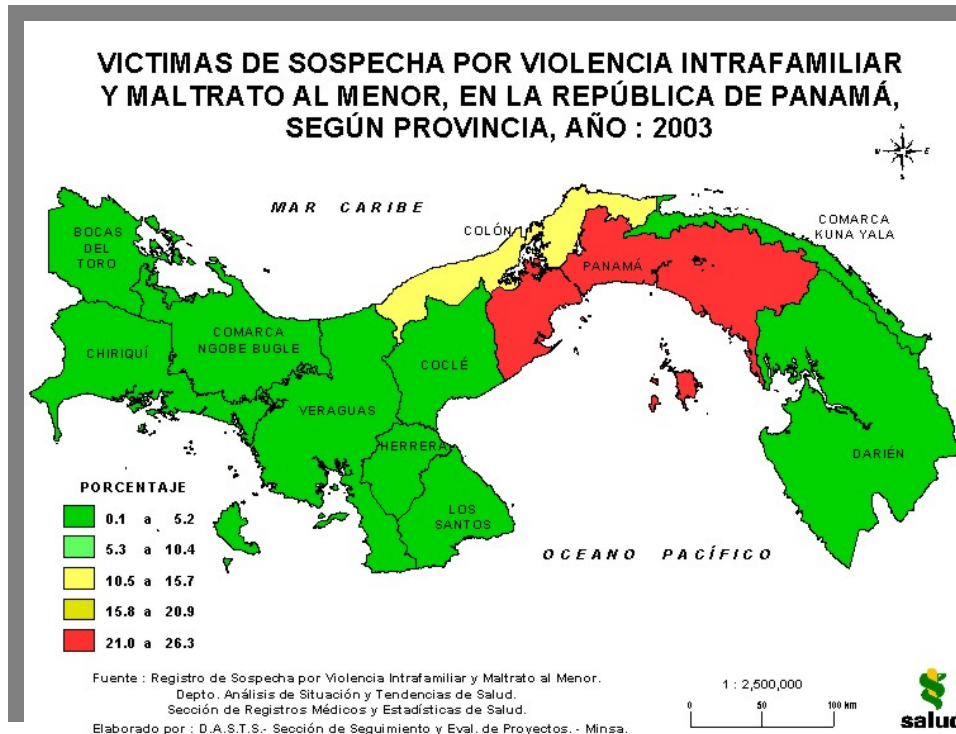 VICTIMAS DE SOSPECHA POR VIOLENCIA INTRAFAMILIAR
Y MALTRATO AL MENOR, EN LA REPÚBLICA DE PANAMÁ,
SEGÚN PROVINCIA, AÑO : 2003
N
W E
S
MAR CARIBE
COLÓN
COMARCA
KUNA YALA
BOCAS
DEL
TORO
PANAMÁ
COMARCA
NGOBE BUGLE
CHIRIQUÍ
COCLÉ
VERAGUAS
HERRERA
DARIÉN
LOS
SANTOS
OCEANO PACÍFICO
PORCENTAJE
0.1 a 5.2
5.3 a 10.4
10.5 a 15.7
15.8 a 20.9
21.0 a 26.3
Fuente : Registro de Sospecha por Violencia Intrafamiliar y Maltrato al Menor.
Depto. Análisis de Situación y Tendencias de Salud.
Sección de Registros Médicos y Estadísticas de Salud.
Elaborado por : D.A.S.T.S.- Sección de Seguimiento y Eval. de Proyectos. - Minsa.
1 : 2,500,000
0 50 100 km
salud